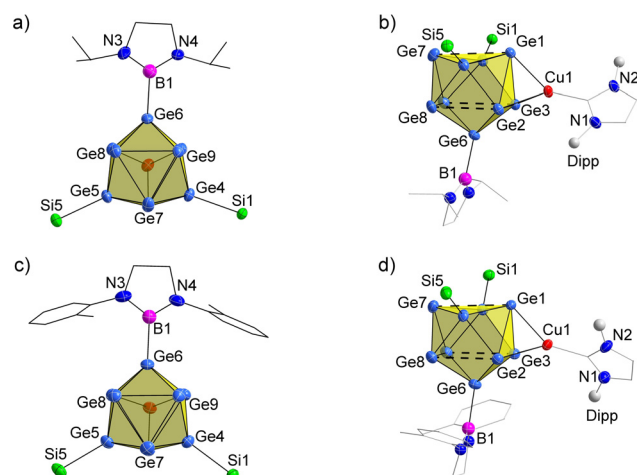 a)
N3 N4
B1
Ge6
Ge8 Ge9
Ge5 Ge4
Si5 Ge7 Si1
b)
Si5 Si1
Ge7 Ge1
Cu1 N2
Ge8 Ge3
Ge2 N1
Ge6
Dipp
B1
c)
N3 N4
B1
Ge6
Ge8 Ge9
Ge5 Ge4
Si5 Ge7 Si1
d)
Si5 Si1
Ge7 Ge1
Cu1
N2
Ge8 Ge3
Ge2 N1
Ge6
Dipp
B1